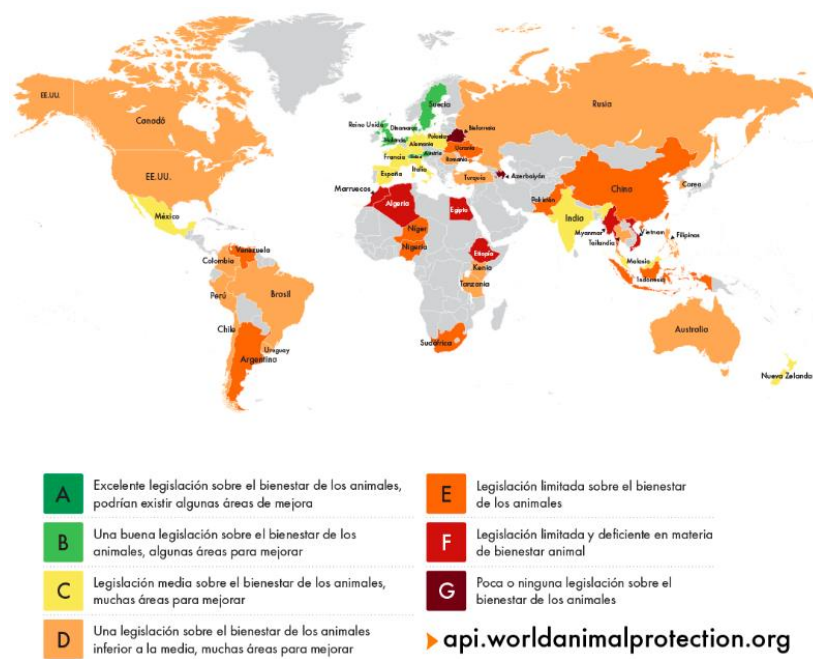 EE.UU.
Canadá
EE.UU.
México
Venezuela
Colombia
Perú
Brasil
Chile
Uruguay
Argentina
Suecia
Reino Unido
Dinamarca
Holanda
Alemania
Polonia
Bielorrusia
Ucrania
Francia
Suiza
Austria
Rumania
España
Italia
Turquía
Azerbaiyán
Rusia
Marruecos
Algeria
Egipto
Níger
Nigeria
Etiopía
Kenia
Tanzania
Sudáfrica
Pakistán
China
Corea
India
Myanmar
Vietnam
Tailandia
Filipinas
Malasia
Indonesia
Australia
Nueva Zelanda
A Excelente legislación sobre el bienestar de los animales,
podrían existir algunas áreas de mejora
B Una buena legislación sobre el bienestar de los
animales, algunas áreas para mejorar
C Legislación media sobre el bienestar de los animales,
muchas áreas para mejorar
D Una legislación sobre el bienestar de los animales
inferior a la media, muchas áreas para mejorar
E Legislación limitada sobre el bienestar
de los animales
F Legislación limitada y deficiente en materia
de bienestar animal
G Poca o ninguna legislación sobre el
bienestar de los animales
api.worldanimalprotection.org